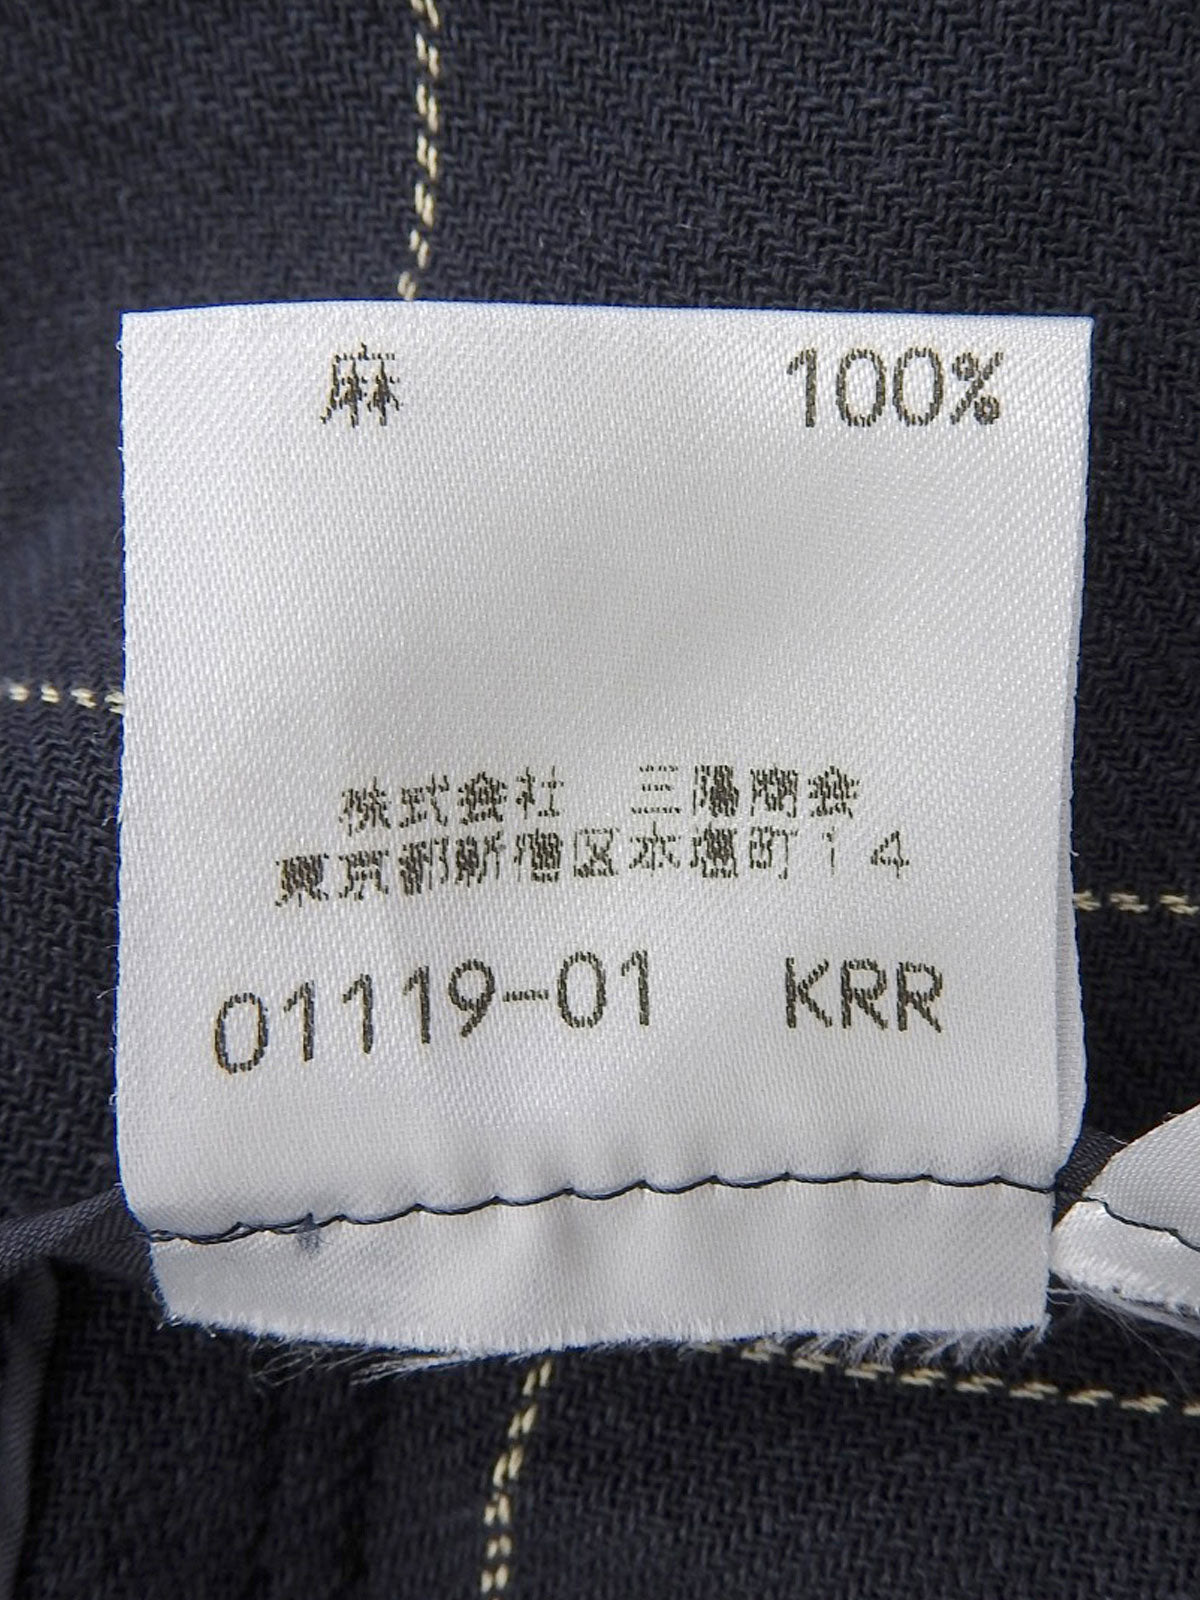 麻 100%
株式会社 三陽商会
東京都新宿区本塩町14
01119-01 KRR